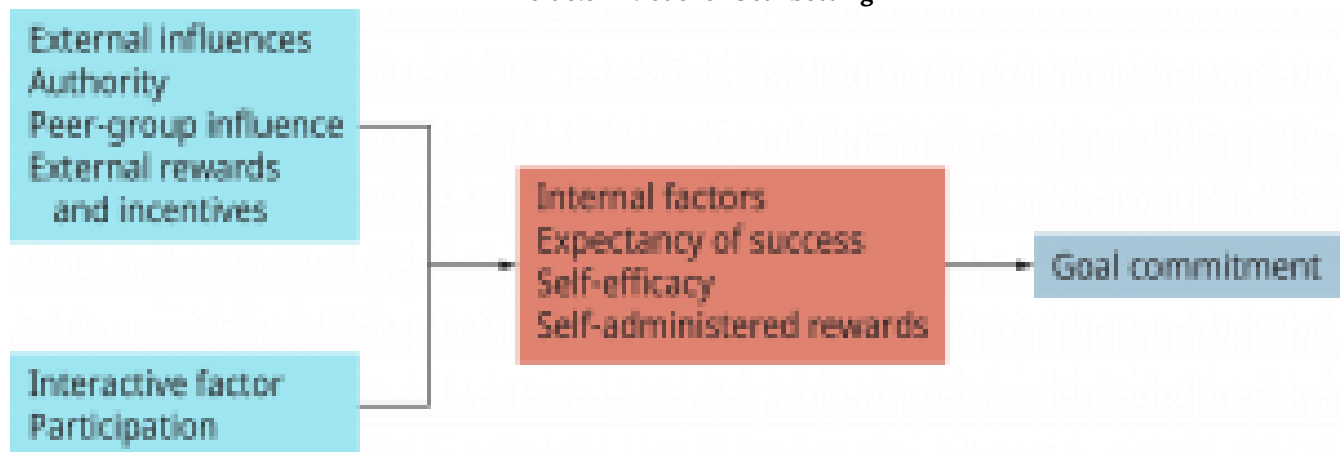 External influences
Authority
Peer-group influence
External rewards
and incentives
Internal factors
Expectancy of success
Self-efficacy
Self-administered rewards
Goal commitment
Interactive factor
Participation